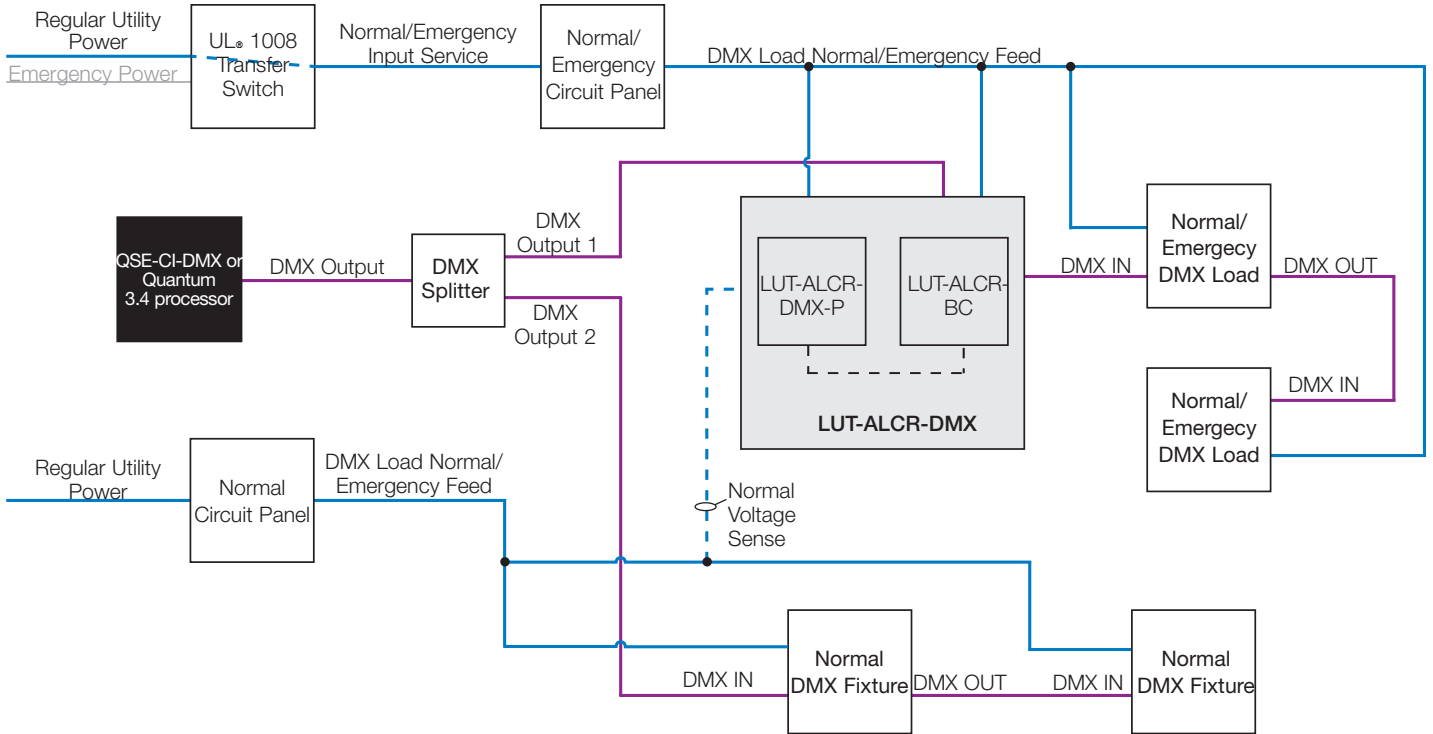 Regular Utility
Power
Emergency Power
UL® 1008
Transfer
Switch
Normal/Emergency
Input Service
Normal/
Emergency
Circuit Panel
DMX Load Normal/Emergency Feed
QSE-CI-DMX or
Quantum
3.4 processor
DMX Output
DMX
Splitter
DMX
Output 1
DMX
Output 2
LUT-ALCR-
DMX-P
LUT-ALCR-
BC
LUT-ALCR-DMX
DMX IN
Normal/
Emergecy
DMX Load
DMX OUT
DMX IN
Normal/
Emergecy
DMX Load
Regular Utility
Power
Normal
Circuit Panel
DMX Load Normal/
Emergency Feed
Normal
Voltage
Sense
DMX IN
Normal
DMX Fixture
DMX OUT
DMX IN
Normal
DMX Fixture